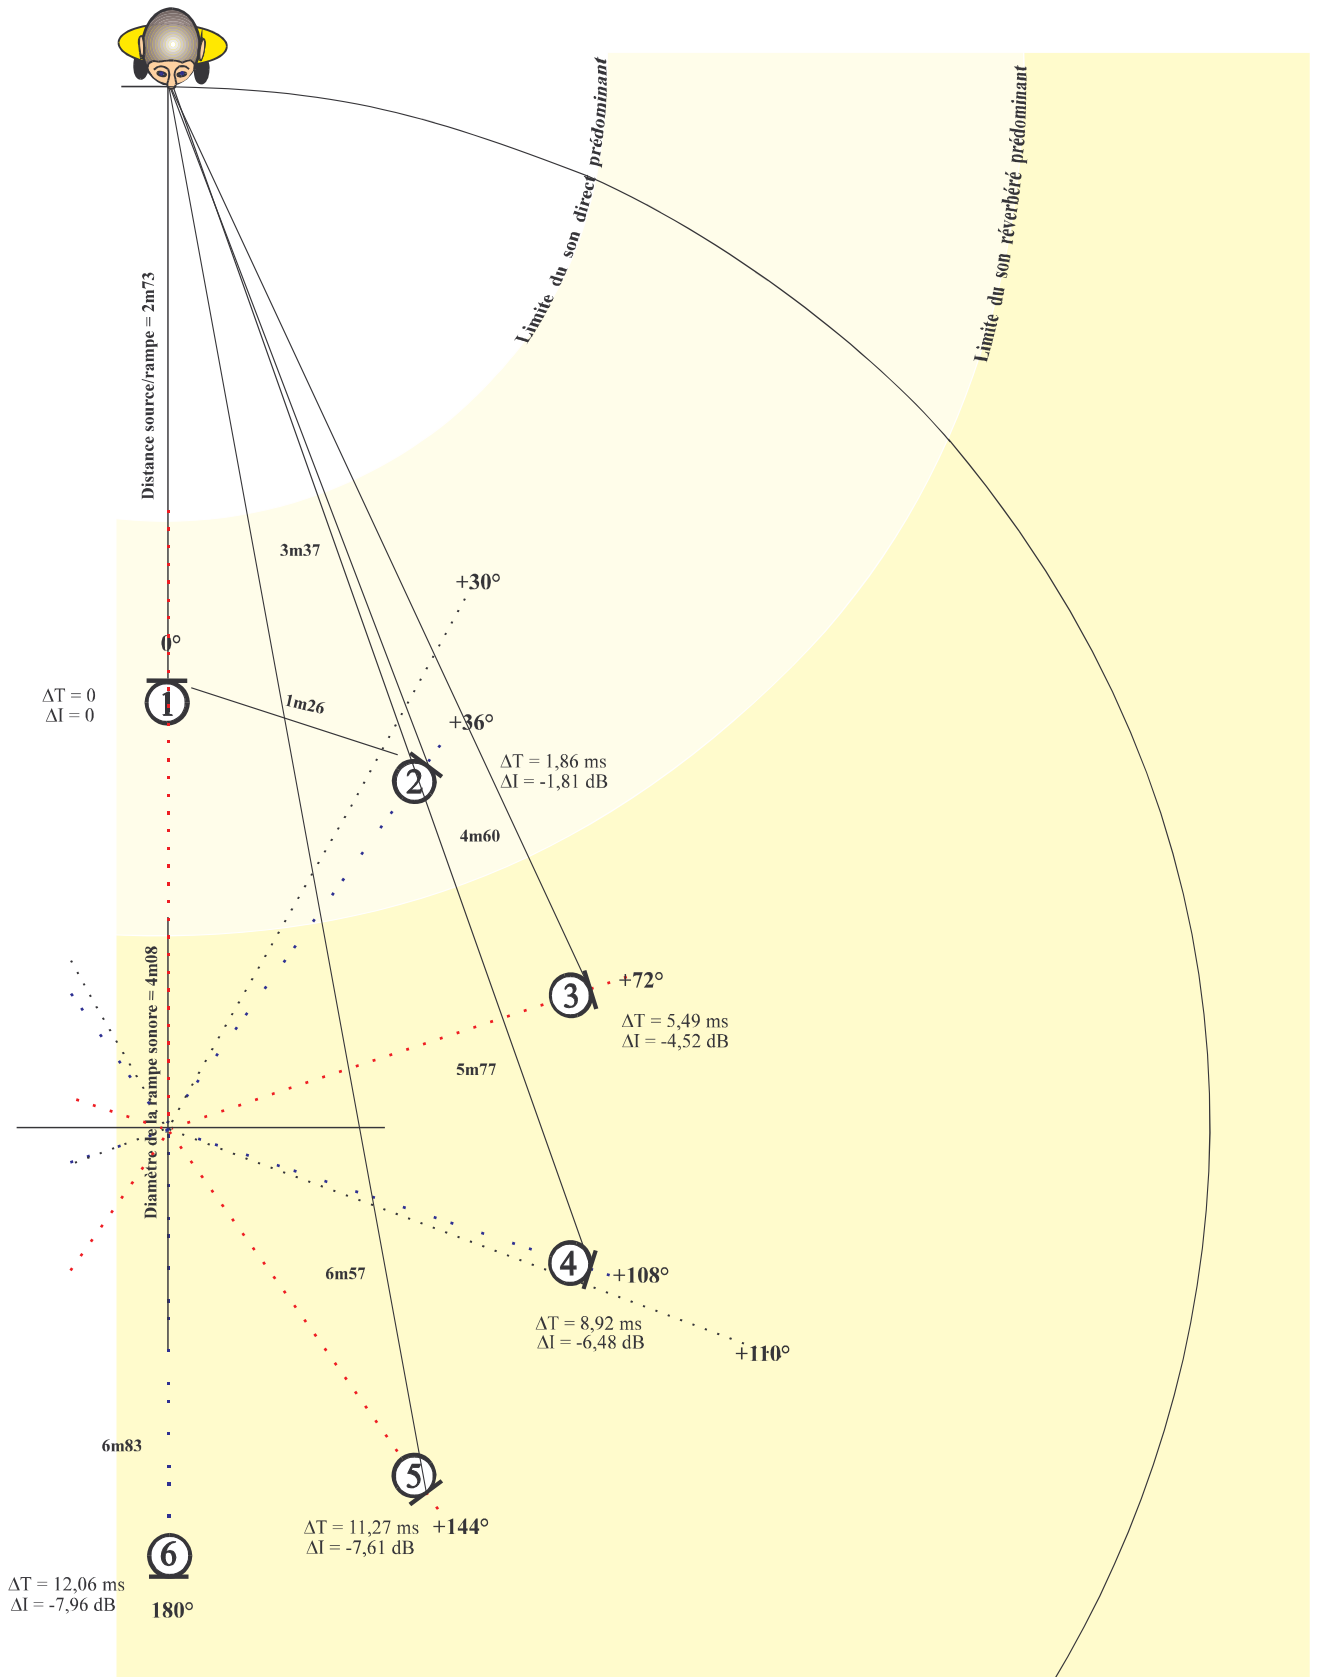 Limite du son direct prédominant
Limite du son réverbéré prédominant
Distance source/rampe = 2m73
3m37
+30°
0°
1
ΔT = 0
ΔI = 0
1m26
+36°
2
ΔT = 1,86 ms
ΔI = -1,81 dB
4m60
3
+72°
ΔT = 5,49 ms
ΔI = -4,52 dB
Diamètre de la rampe sonore = 4m08
5m77
4
+108°
ΔT = 8,92 ms
ΔI = -6,48 dB
+110°
6m57
6m83
5
+144°
ΔT = 11,27 ms
ΔI = -7,61 dB
6
ΔT = 12,06 ms
ΔI = -7,96 dB
180°